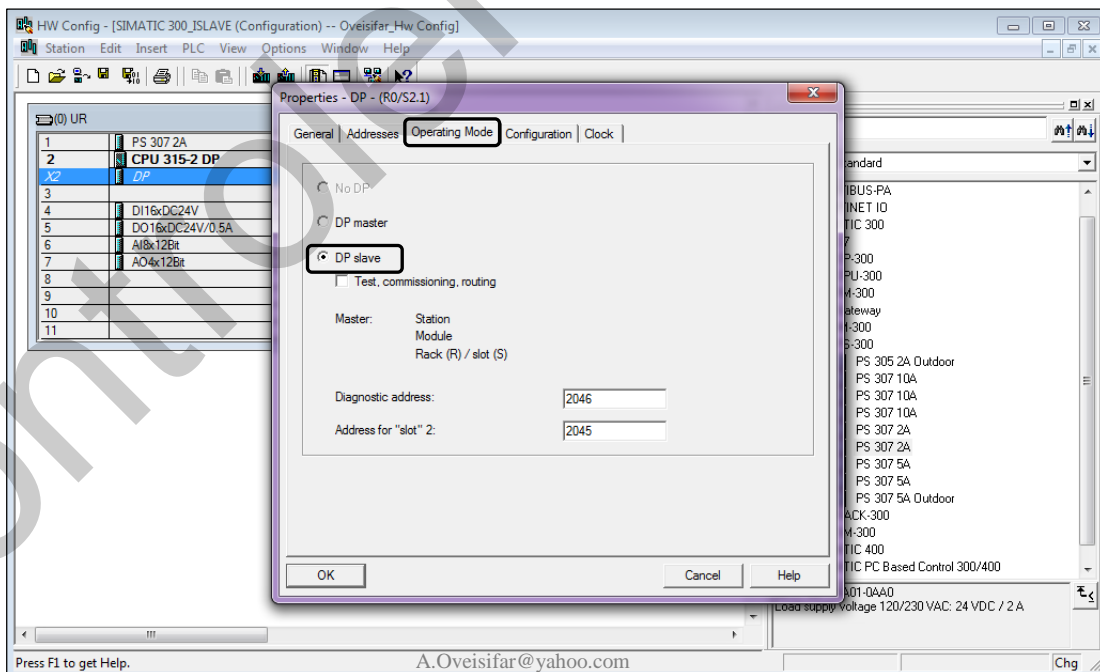 HW Config - [SIMATIC 300_ISLAVE (Configuration) -- Oveisifar_Hw Config]
Station Edit Insert PLC View Options Window Help
Properties - DP - (R0/S2.1)
General Addresses Operating Mode Configuration Clock
No DP
DP master
DP slave
Test, commissioning, routing
Master: Station
Module
Rack (R) / slot (S)
Diagnostic address: 2046
Address for "slot" 2: 2045
OK Cancel Help
(0) UR
1 PS 307 2A
2 CPU 315-2 DP
X2 DP
3
4 DI16xDC24V
5 DO16xDC24V/0.5A
6 AI8x12Bit
7 AO4x12Bit
8
9
10
11
andard
IBUS-PA
INET IO
TIC 300
7
P-300
PU-300
M-300
ateway
1-300
S-300
PS 305 2A Outdoor
PS 307 10A
PS 307 10A
PS 307 10A
PS 307 2A
PS 307 2A
PS 307 5A
PS 307 5A
PS 307 5A Outdoor
ACK-300
M-300
TIC 400
TIC PC Based Control 300/400
A01-0AA0
Load supply voltage 120/230 VAC: 24 VDC / 2 A
Press F1 to get Help.
A.Oveisifar@yahoo.com
Chg
ontroler